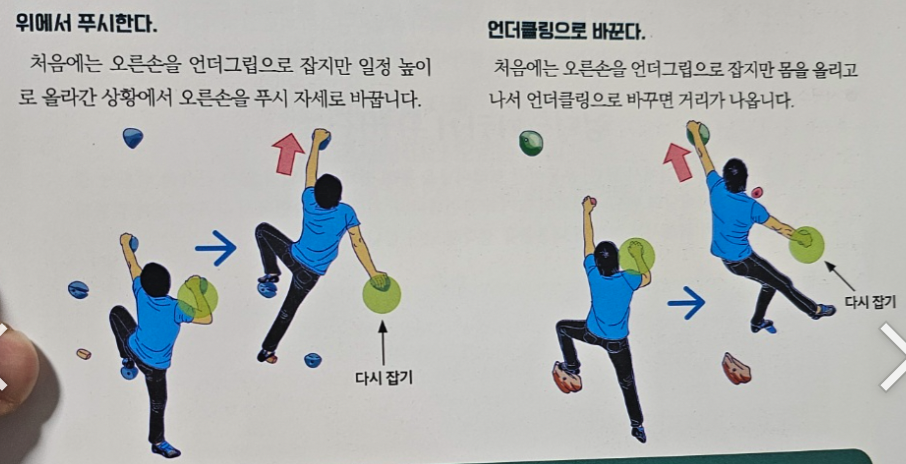 위에서 푸시한다.
처음에는 오른손을 언더그립으로 잡지만 일정 높이
로 올라간 상황에서 오른손을 푸시 자세로 바꿉니다.
다시 잡기
언더클링으로 바꾼다.
처음에는 오른손을 언더그립으로 잡지만 몸을 올리고
나서 언더클링으로 바꾸면 거리가 나옵니다.
다시 잡기